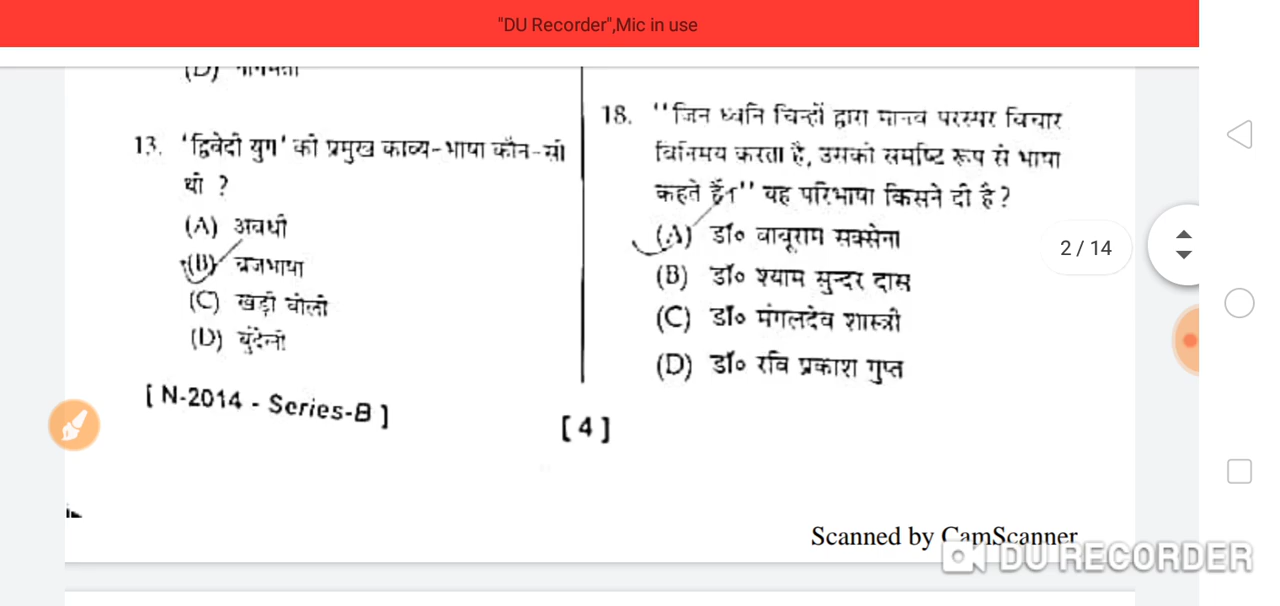 "DU Recorder",Mic in use
13. 'द्विवेदी युग' की प्रमुख काव्य-भाषा कौन-सी
थी ?
(A) अवधी
(B) ब्रजभाषा
(C) खड़ी बोली
(D) बुंदेली
[ N-2014 - Series-B ]
18. "जिन ध्वनि चिन्हों द्वारा मानव परस्पर विचार
विनिमय करता है, उसको समष्टि रूप से भाषा
कहते हैं।" यह परिभाषा किसने दी है ?
(A) डॉ० बाबूराम सक्सेना
(B) डॉ० श्याम सुन्दर दास
(C) डॉ० मंगलदेव शास्त्री
(D) डॉ० रवि प्रकाश गुप्त
2 / 14
[ 4 ]
Scanned by CamScanner
DU RECORDER